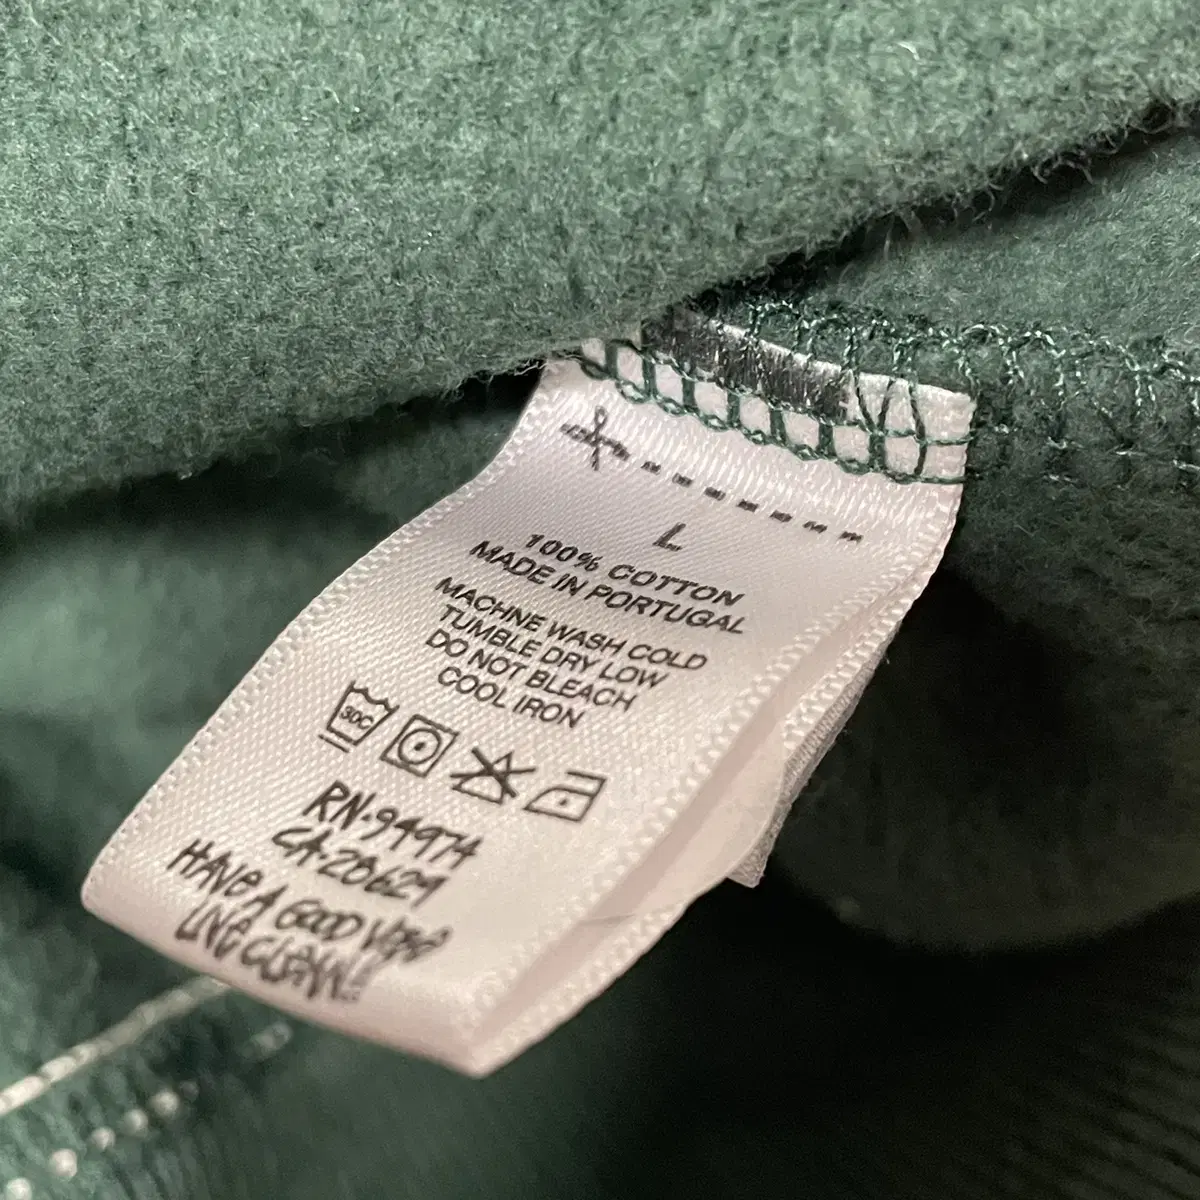 L
100% COTTON
MADE IN PORTUGAL
MACHNE WASH COLD
TUMBLE DRY LOW
DO NOT BLEACH
COOL IRON
30C
RN•94974
CA•28629
HAVE A GOOD VIBE
LIVE CLEAN!!